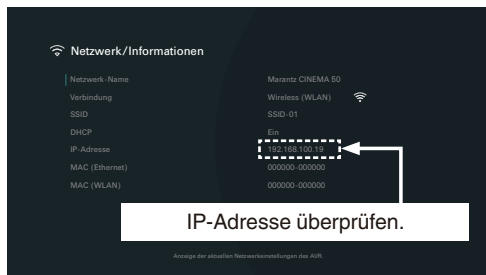 Netzwerk/Informationen
Netzwerk-Name Marantz CINEMA 50
Verbindung Wireless (WLAN)
SSID SSID-01
DHCP Ein
IP-Adresse 192.168.100.19
MAC (Ethernet) 000000-000000
MAC (WLAN) 000000-000000
IP-Adresse überprüfen.
Anzeige der aktuellen Netzwerkeinstellungen des AVR.